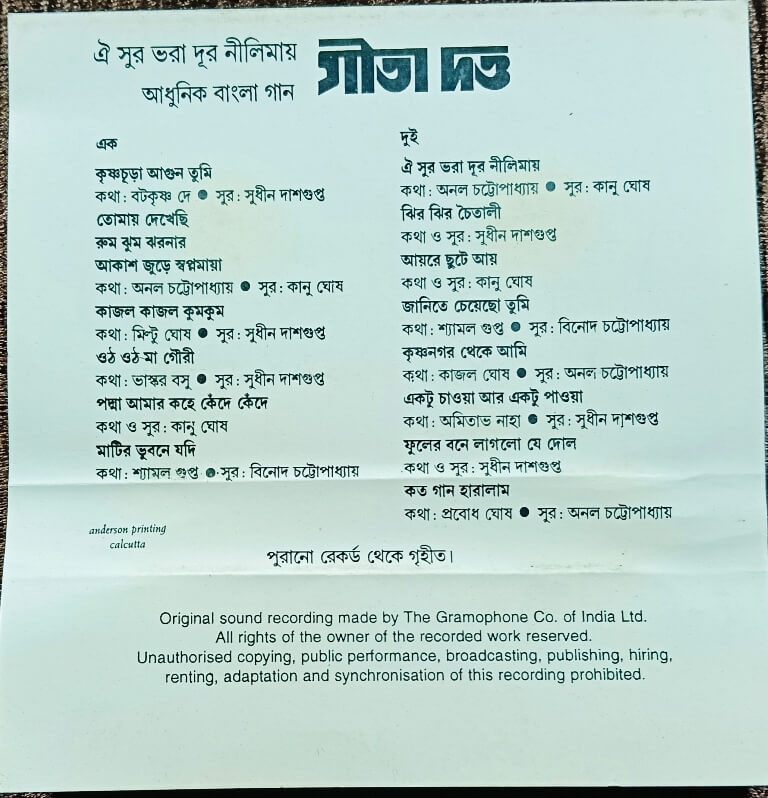 ঐ সুর ভরা দূর নীলিমায়
আধুনিক বাংলা গান
গীতা দত্ত
এক
কৃষ্ণচূড়া আগুন তুমি
কথা : বটকৃষ্ণ দে ● সুর : সুধীন দাশগুপ্ত
তোমায় দেখেছি
রুম ঝুম ঝরনার
আকাশ জুড়ে স্বপ্নমায়া
কথা : অনল চট্টোপাধ্যায় ● সুর : কানু ঘোষ
কাজল কাজল কুমকুম
কথা : মিল্টু ঘোষ ● সুর : সুধীন দাশগুপ্ত
ওঠ ওঠ মা গৌরী
কথা : ভাস্কর বসু ● সুর : সুধীন দাশগুপ্ত
পদ্মা আমার কহে কেঁদে কেঁদে
কথা ও সুর : কানু ঘোষ
মাটির ভুবনে যদি
কথা : শ্যামল গুপ্ত ● সুর : বিনোদ চট্টোপাধ্যায়
দুই
ঐ সুর ভরা দূর নীলিমায়
কথা : অনল চট্টোপাধ্যায় ● সুর : কানু ঘোষ
ঝির ঝির চৈতালী
কথা ও সুর : সুধীন দাশগুপ্ত
আয়রে ছুটে আয়
কথা ও সুর : কানু ঘোষ
জানিতে চেয়েছো তুমি
কথা : শ্যামল গুপ্ত ● সুর : বিনোদ চট্টোপাধ্যায়
কৃষ্ণনগর থেকে আমি
কথা : কাজল ঘোষ ● সুর : অনল চট্টোপাধ্যায়
একটু চাওয়া আর একটু পাওয়া
কথা : অমিতাভ নাহা ● সুর : সুধীন দাশগুপ্ত
ফুলের বনে লাগলো যে দোল
কথা ও সুর : সুধীন দাশগুপ্ত
কত গান হারালাম
কথা : প্রবোধ ঘোষ ● সুর : অনল চট্টোপাধ্যায়
anderson printing
calcutta
পুরানো রেকর্ড থেকে গৃহীত।
Original sound recording made by The Gramophone Co. of India Ltd.
All rights of the owner of the recorded work reserved.
Unauthorised copying, public performance, broadcasting, publishing, hiring,
renting, adaptation and synchronisation of this recording prohibited.